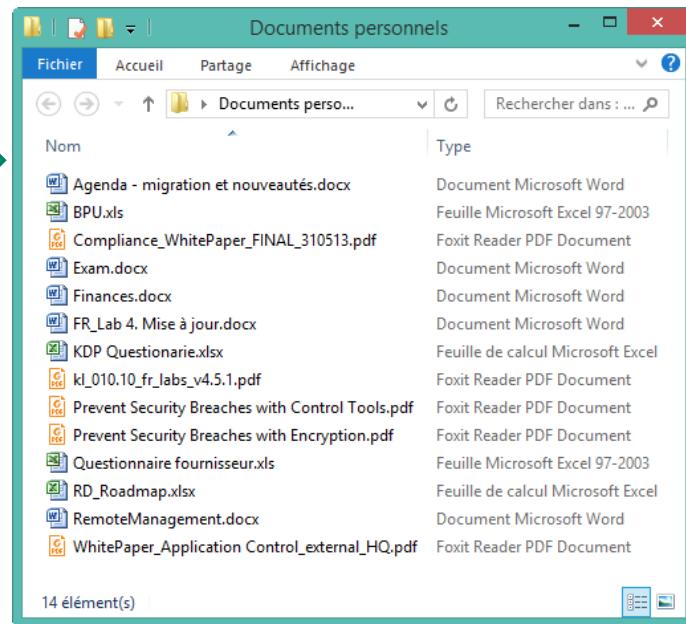 Documents personnels
Fichier Accueil Partage Affichage
Documents perso... Rechercher dans : ...
Nom Type
Agenda - migration et nouveautés.docx Document Microsoft Word
BPU.xls Feuille Microsoft Excel 97-2003
Compliance_WhitePaper_FINAL_310513.pdf Foxit Reader PDF Document
Exam.docx Document Microsoft Word
Finances.docx Document Microsoft Word
FR_Lab 4. Mise à jour.docx Document Microsoft Word
KDP Questionarie.xlsx Feuille de calcul Microsoft Excel
kl_010.10_fr_labs_v4.5.1.pdf Foxit Reader PDF Document
Prevent Security Breaches with Control Tools.pdf Foxit Reader PDF Document
Prevent Security Breaches with Encryption.pdf Foxit Reader PDF Document
Questionnaire fournisseur.xls Feuille Microsoft Excel 97-2003
RD_Roadmap.xlsx Feuille de calcul Microsoft Excel
RemoteManagement.docx Document Microsoft Word
WhitePaper_Application Control_external_HQ.pdf Foxit Reader PDF Document
14 élément(s)